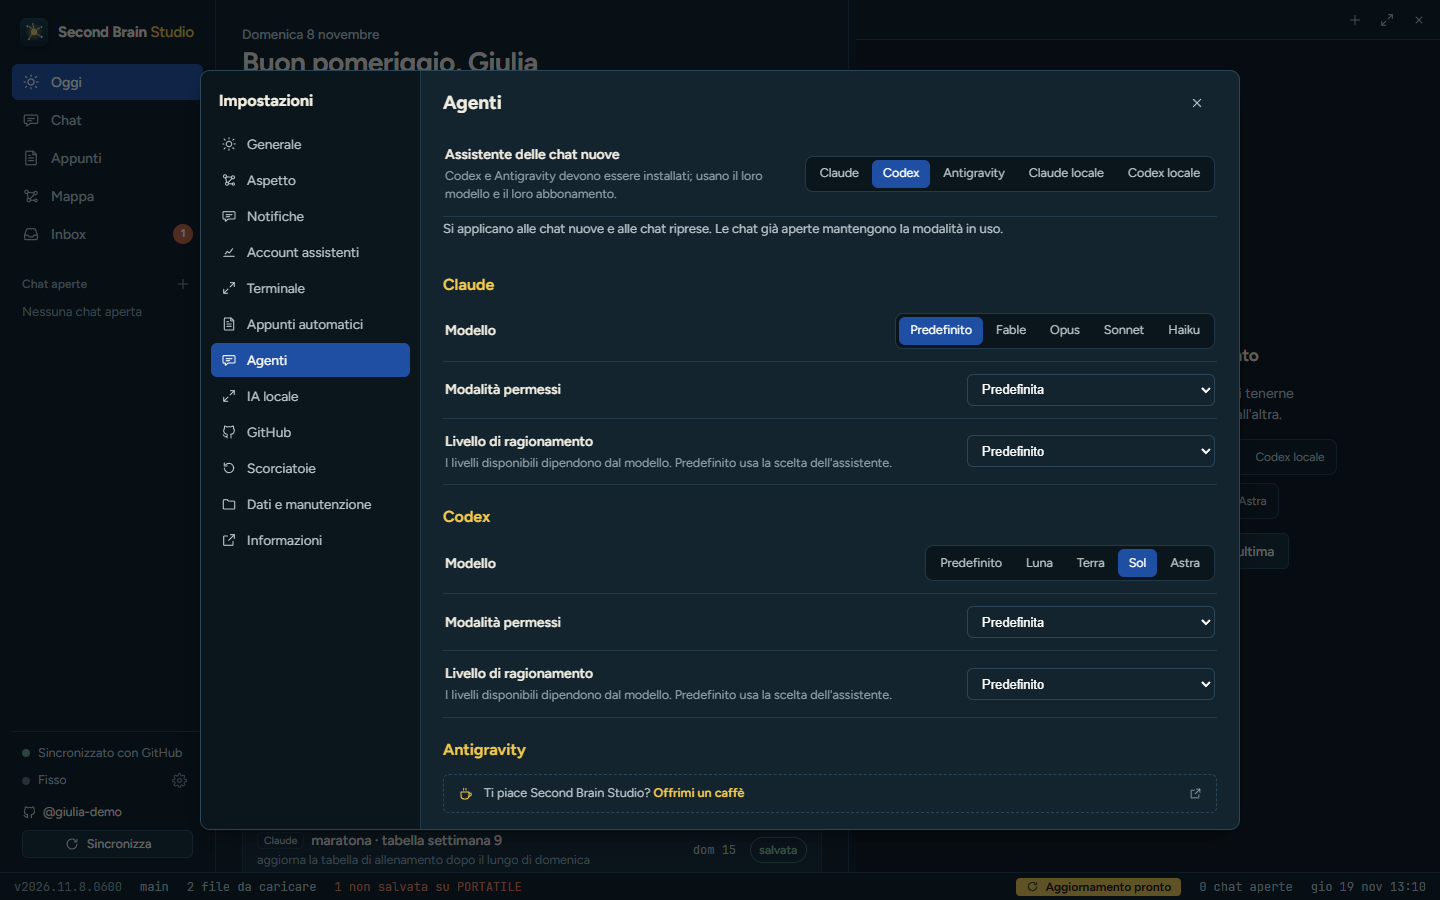 Second Brain Studio
Oggi
Chat
Appunti
Mappa
Inbox
1
Chat aperte
Nessuna chat aperta
Sincronizzato con GitHub
Fisso
@giulia-demo
Sincronizza
Domenica 8 novembre
Buon pomeriggio, Giulia
Impostazioni
Generale
Aspetto
Notifiche
Account assistenti
Terminale
Appunti automatici
Agenti
IA locale
GitHub
Scorciatoie
Dati e manutenzione
Informazioni
Agenti
Assistente delle chat nuove
Codex e Antigravity devono essere installati; usano il loro
modello e il loro abbonamento.
Claude Codex Antigravity Claude locale Codex locale
Si applicano alle chat nuove e alle chat riprese. Le chat già aperte mantengono la modalità in uso.
Claude
Modello
Predefinito Fable Opus Sonnet Haiku
Modalità permessi
Predefinita
Livello di ragionamento
I livelli disponibili dipendono dal modello. Predefinito usa la scelta dell'assistente.
Predefinito
Codex
Modello
Predefinito Luna Terra Sol Astra
Modalità permessi
Predefinita
Livello di ragionamento
I livelli disponibili dipendono dal modello. Predefinito usa la scelta dell'assistente.
Predefinito
Antigravity
Ti piace Second Brain Studio? Offrimi un caffè
i tenerne
all'altra.
Codex locale
Astra
ultima
Claude maratona · tabella settimana 9
aggiorna la tabella di allenamento dopo il lungo di domenica
dom 15
salvata
v2026.11.8.0600 main 2 file da caricare 1 non salvata su PORTATILE
Aggiornamento pronto 0 chat aperte gio 19 nov 13:10